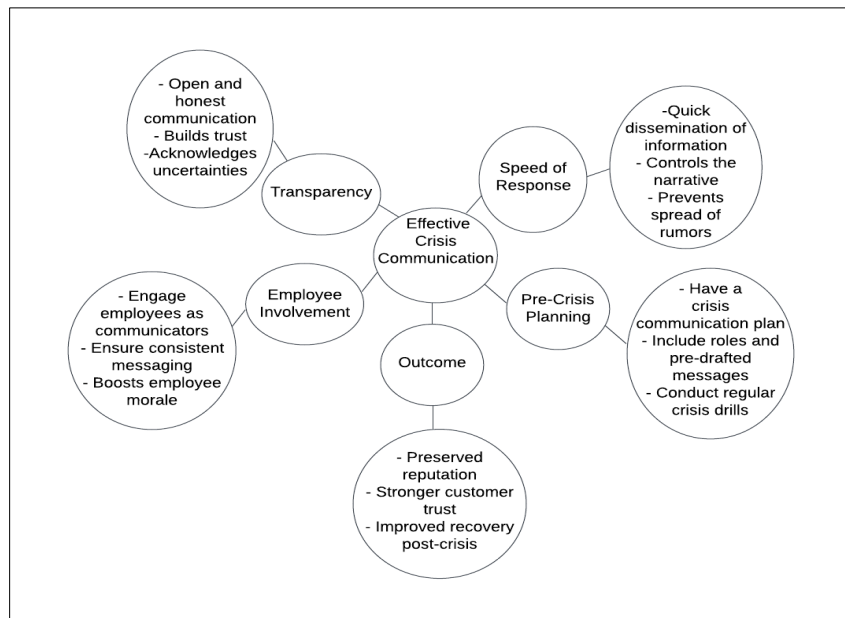 - Open and
honest
communication
- Builds trust
-Acknowledges
uncertainties
Transparency
-Quick
dissemination of
information
- Controls the
narrative
- Prevents
spread of
rumors
Speed of
Response
Effective
Crisis
Communication
- Engage
employees as
communicators
- Ensure consistent
messaging
- Boosts employee
morale
Employee
Involvement
Pre-Crisis
Planning
- Have a
crisis
communication plan
- Include roles and
pre-drafted
messages
- Conduct regular
crisis drills
Outcome
- Preserved
reputation
- Stronger customer
trust
- Improved recovery
post-crisis